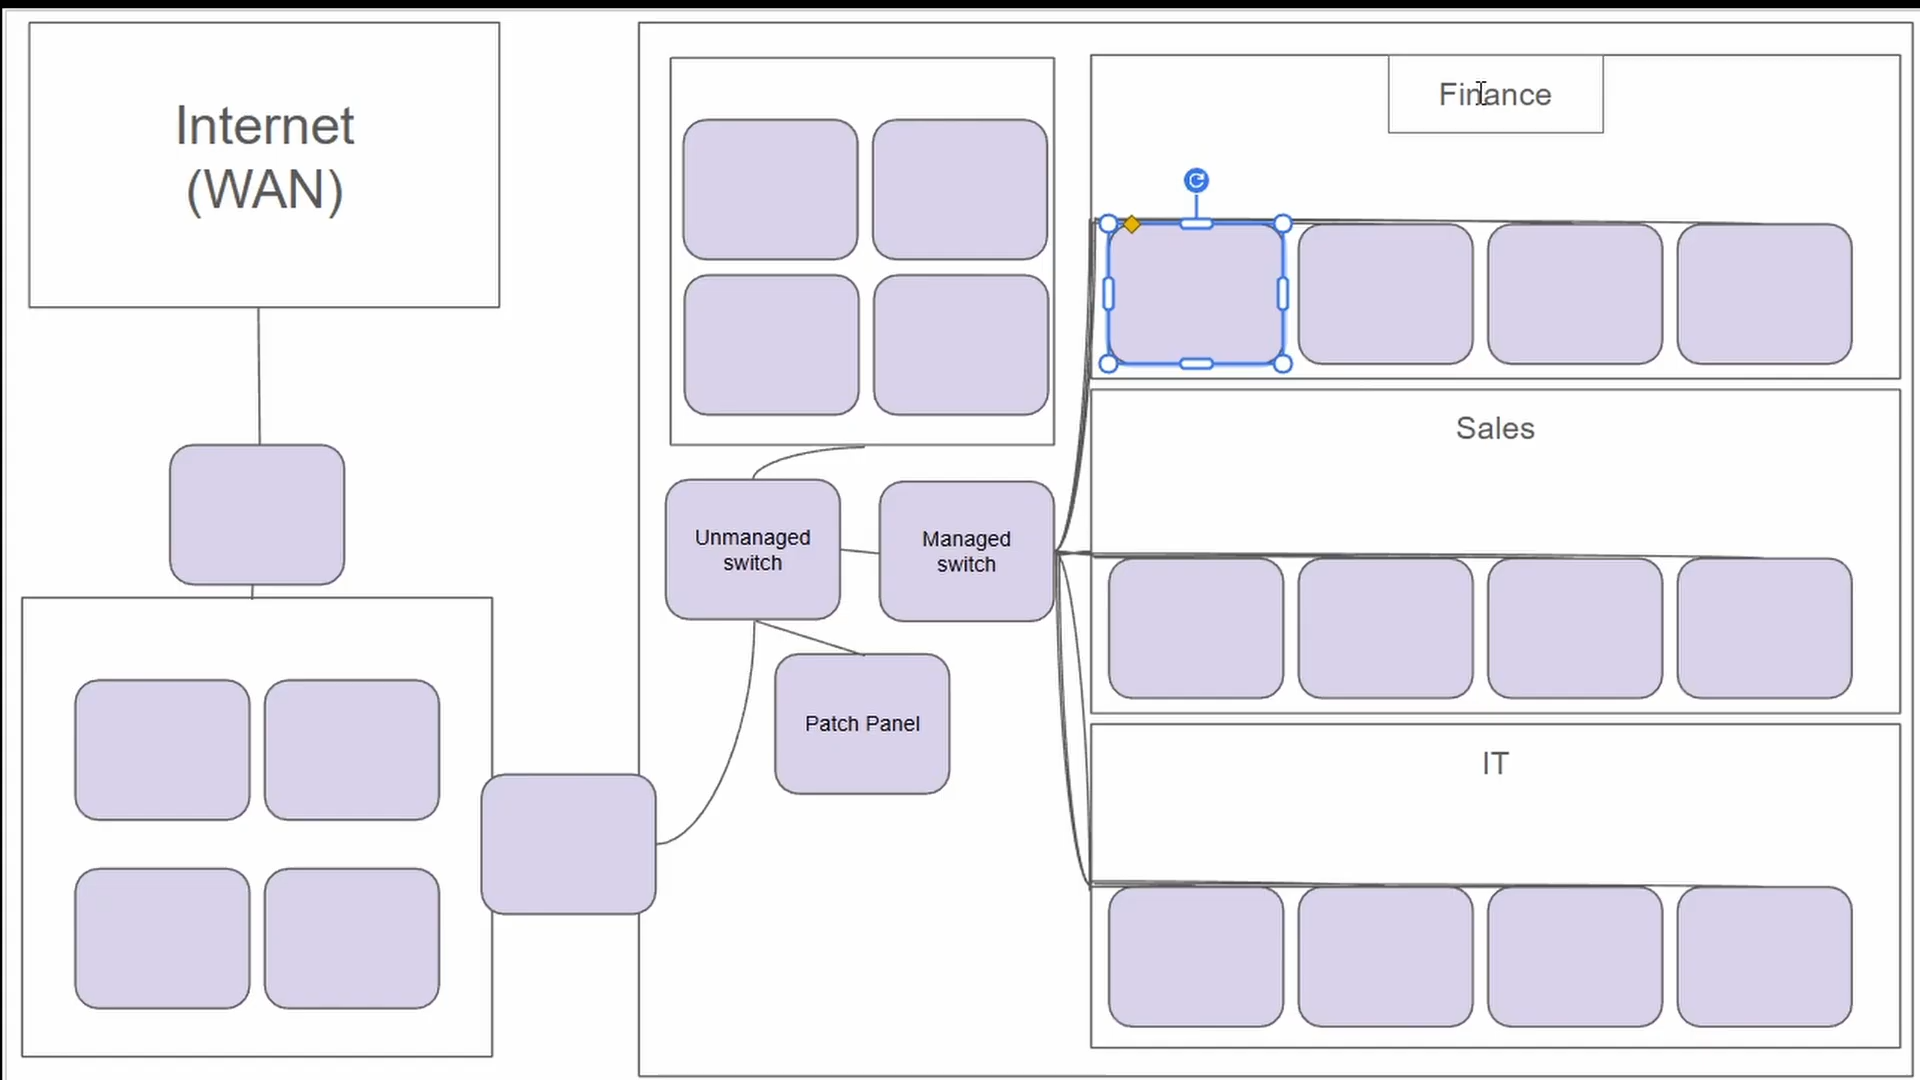 Internet
(WAN)
Finance
Sales
Unmanaged
switch
Managed
switch
Patch Panel
IT